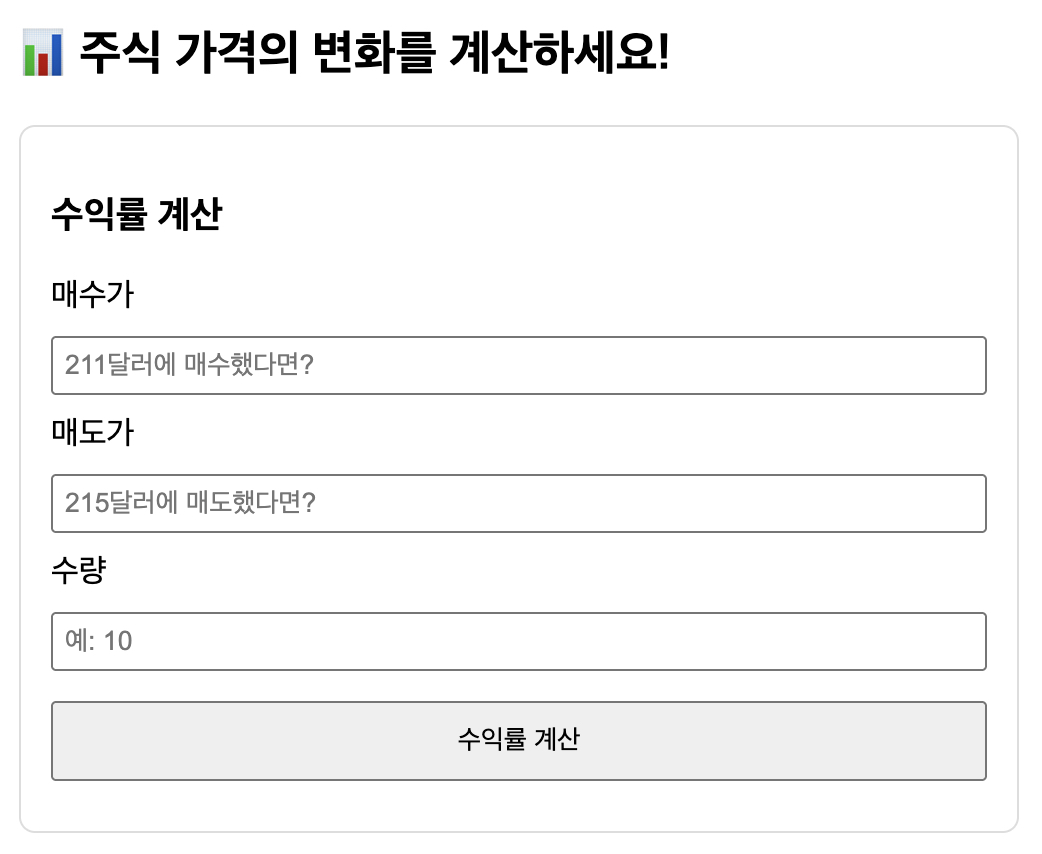 📊 주식 가격의 변화를 계산하세요!
수익률 계산
매수가
211달러에 매수했다면?
매도가
215달러에 매도했다면?
수량
예: 10
수익률 계산